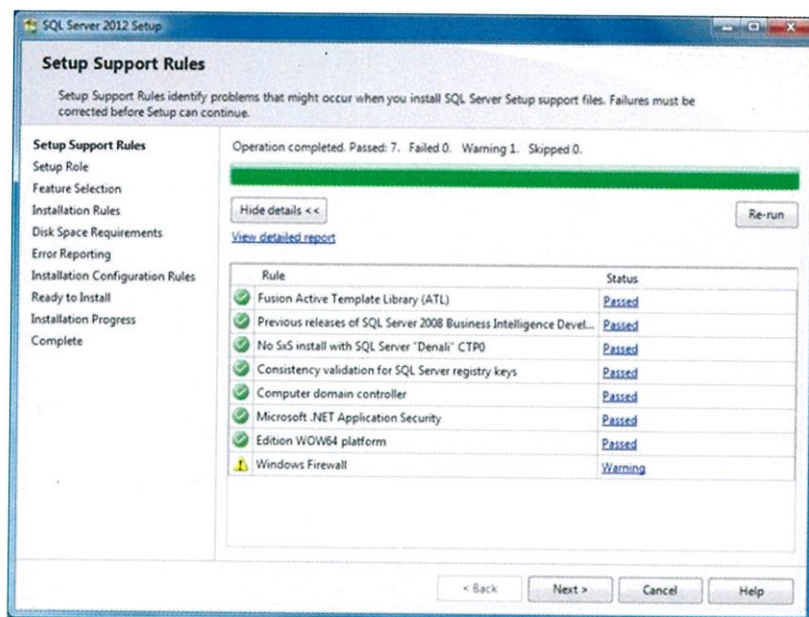 SQL Server 2012 Setup
Setup Support Rules
Setup Support Rules identify problems that might occur when you install SQL Server Setup support files. Failures must be
corrected before Setup can continue.
Setup Support Rules
Setup Role
Feature Selection
Installation Rules
Disk Space Requirements
Error Reporting
Installation Configuration Rules
Ready to Install
Installation Progress
Complete
Operation completed. Passed: 7. Failed 0. Warning 1. Skipped 0.
Hide details <<
Re-run
View detailed report
Rule Status
Fusion Active Template Library (ATL) Passed
Previous releases of SQL Server 2008 Business Intelligence Devel... Passed
No SxS install with SQL Server "Denali" CTP0 Passed
Consistency validation for SQL Server registry keys Passed
Computer domain controller Passed
Microsoft .NET Application Security Passed
Edition WOW64 platform Passed
Windows Firewall Warning
< Back Next > Cancel Help